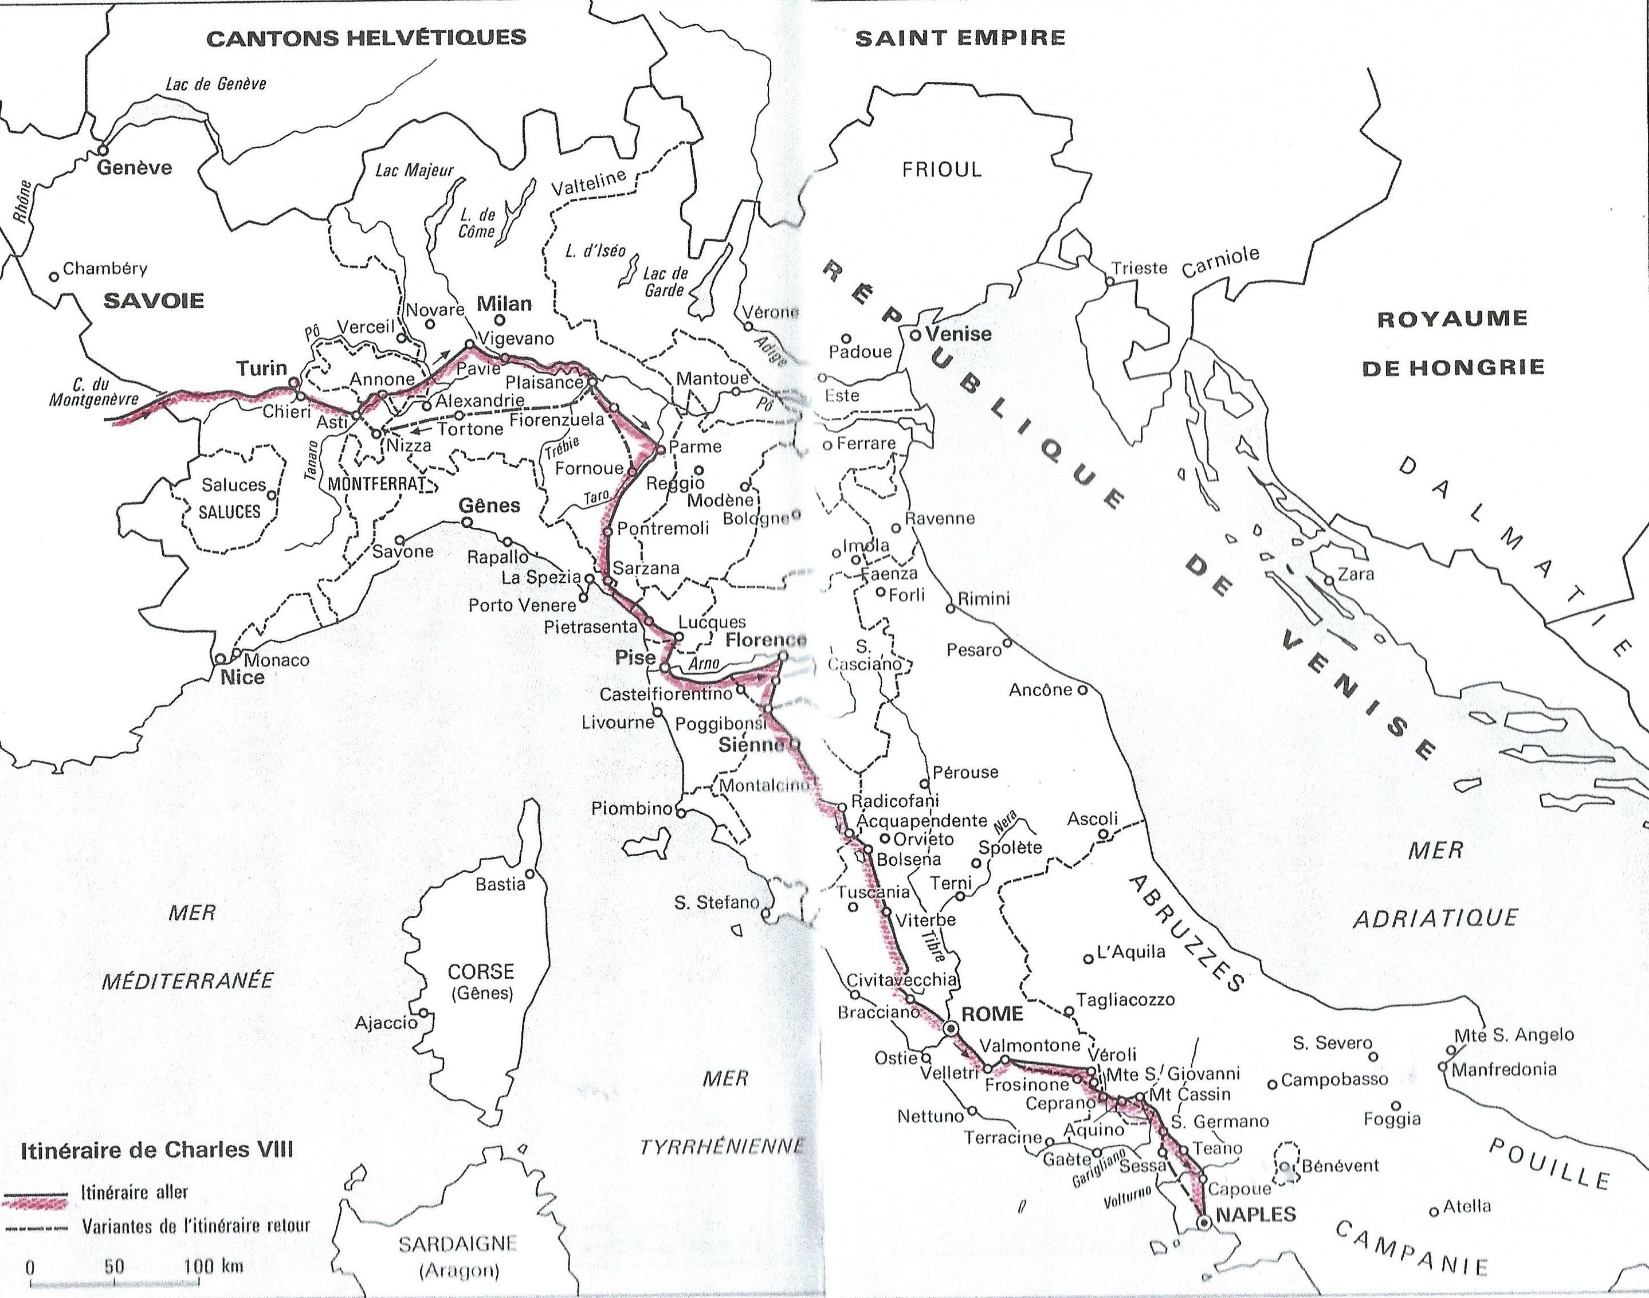 CANTONS HELVÉTIQUES
SAINT EMPIRE
Lac de Genève
Genève
Rhône
Lac Majeur
L. de
Côme
Valteline
L. d'Iséo
Lac de
Garde
FRIOUL
Chambéry
SAVOIE
Trieste
Carniole
ROYAUME
DE HONGRIE
RÉPUBLIQUE DE VENISE
DALMATIE
Novare
Milan
Vérone
Adige
Pô
Verceil
Vigevano
Padoue
Venise
Turin
Annone
Pavie
Plaisance
Mantoue
Pô
Este
C. du
Montgenèvre
Chieri
Asti
Alexandrie
Tortone
Fiorenzuela
Nizza
Trébie
Parme
Ferrare
Tanaro
Fornoue
Saluces
SALUCES
MONTFERRAT
Taro
Reggio
Modène
Bologne
Gênes
Pontremoli
Ravenne
Savone
Rapallo
La Spezia
Sarzana
Imola
Faenza
Forli
Zara
Porto Venere
Rimini
Pietrasenta
Lucques
Florence
Pesaro
Monaco
Nice
Pise
Arno
S.
Casciano
Castelfiorentino
Ancône
Livourne
Poggibonsi
Sienne
Montalcino
Pérouse
Piombino
Radicofani
Acquapendente
Orviéto
Bolsena
Nera
Spolète
Ascoli
MER
ADRIATIQUE
Bastia
Terni
Tuscania
S. Stefano
Viterbe
Tibre
ABRUZZES
L'Aquila
MER
MÉDITERRANÉE
CORSE
(Gênes)
Ajaccio
Civitavecchia
Bracciano
Tagliacozzo
ROME
Ostie
Velletri
Valmontone
Véroli
Mte S. Giovanni
Frosinone
Ceprano
Mt Cassin
S. Severo
Mte S. Angelo
Manfredonia
Campobasso
Foggia
MER
TYRRHÉNIENNE
Nettuno
Terracine
Aquino
S. Germano
Gaète
Garigliano
Sessa
Teano
Bénévent
POUILLE
Volturno
Capoue
NAPLES
Atella
CAMPANIE
Itinéraire de Charles VIII
Itinéraire aller
Variantes de l'itinéraire retour
0 50 100 km
SARDAIGNE
(Aragon)